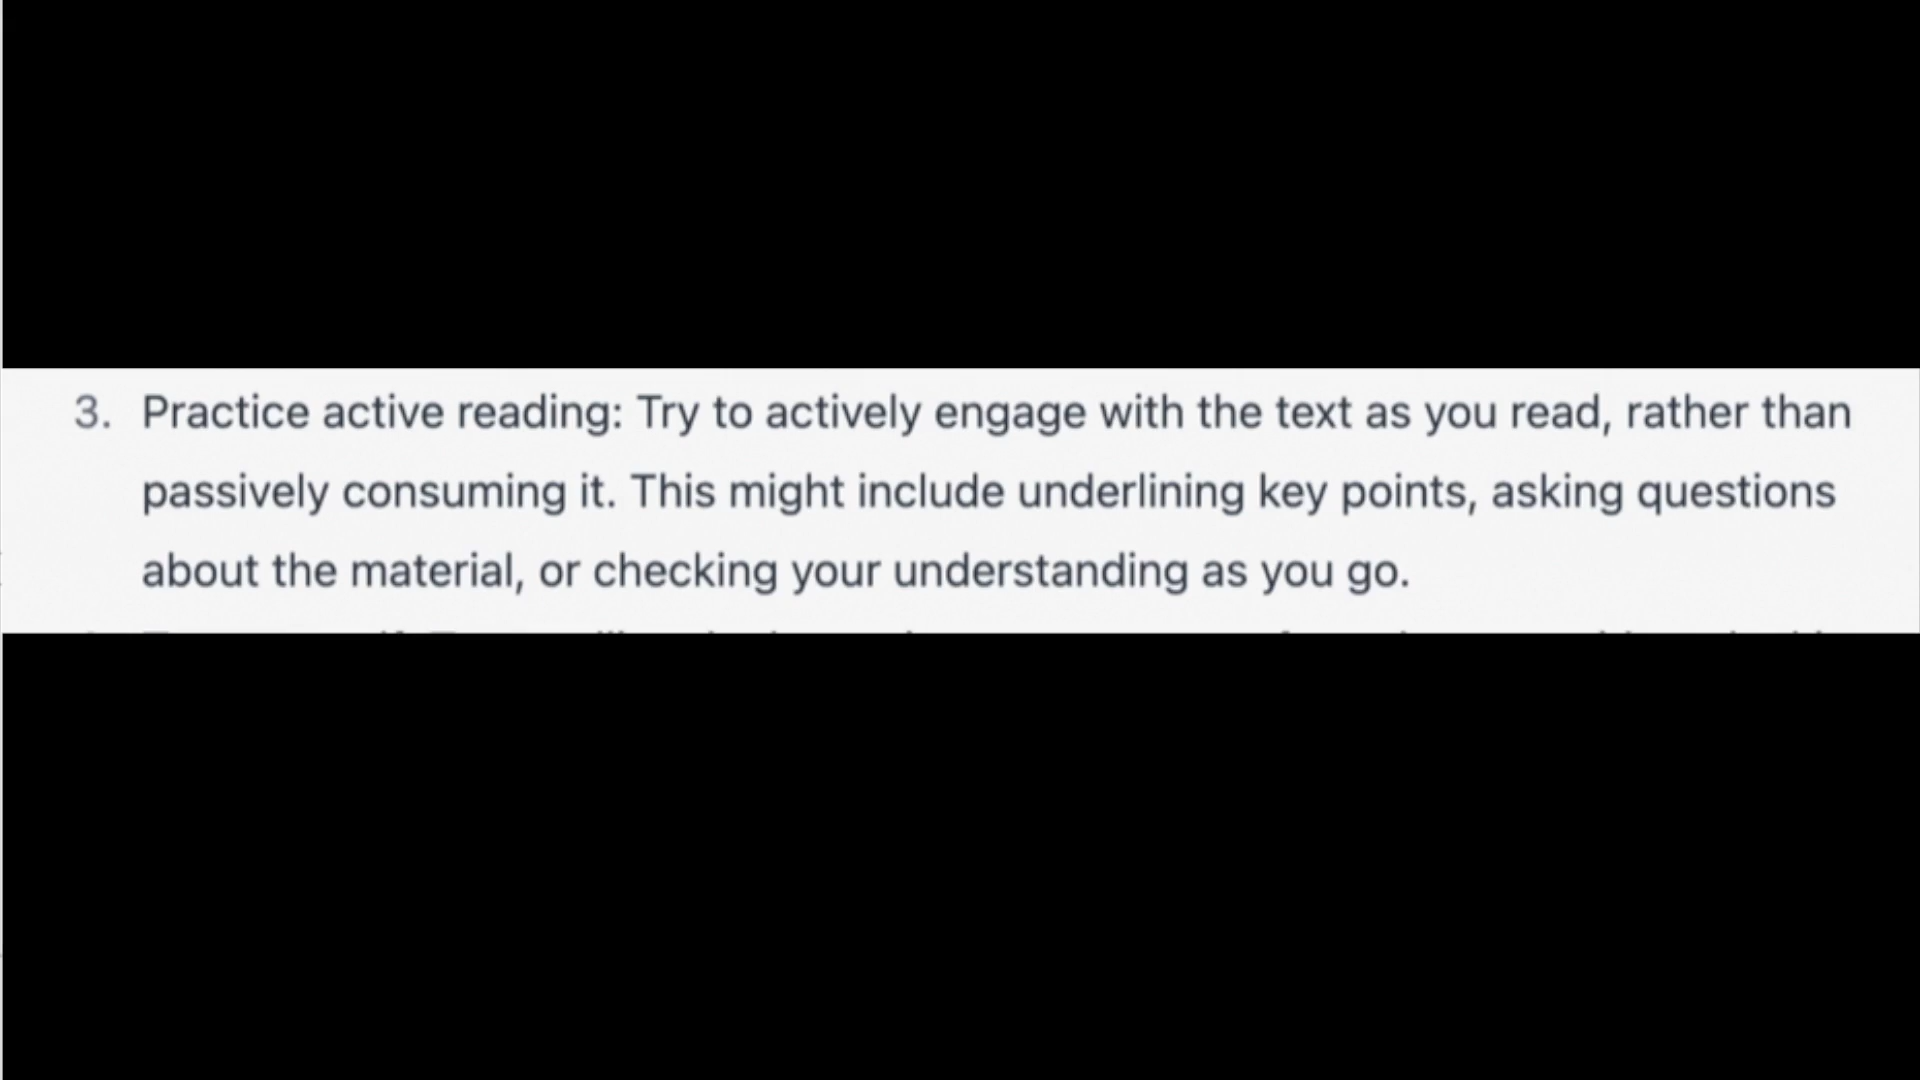 3. Practice active reading: Try to actively engage with the text as you read, rather than
passively consuming it. This might include underlining key points, asking questions
about the material, or checking your understanding as you go.